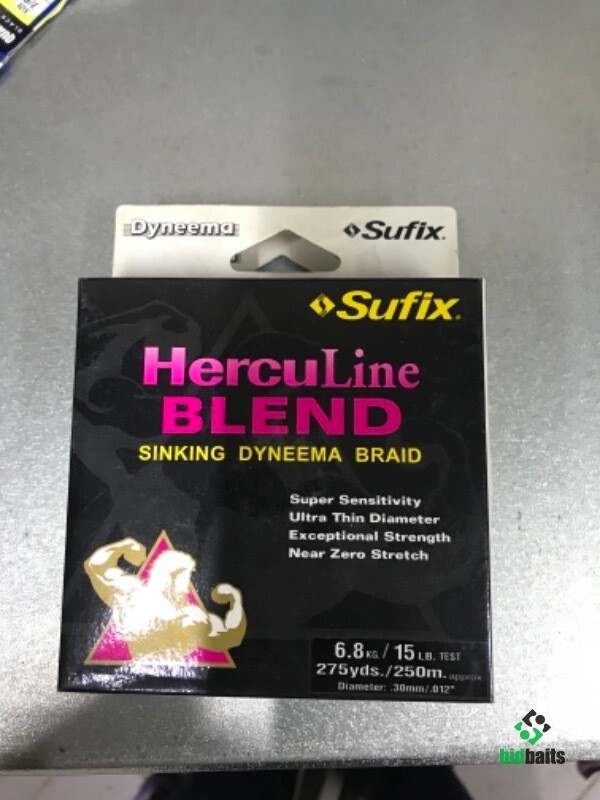 BLACK
Dyneema
Sufix.
Sufix.
HercuLine
BLEND
SINKING DYNEEMA BRAID
Super Sensitivity
Ultra Thin Diameter
Exceptional Strength
Near Zero Stretch
6.8 KG. / 15 LB. TEST
275yds./250m. approx
Diameter: .30mm/.012"
bidbaits